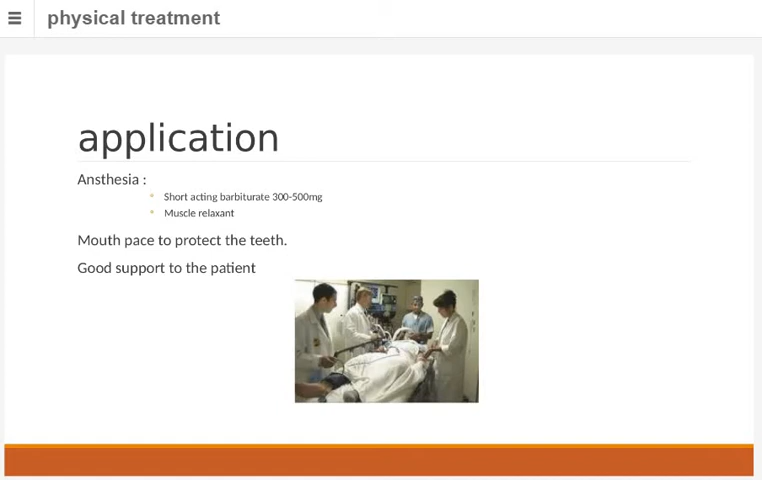 physical treatment
application
Ansthesia :
Short acting barbiturate 300-500mg
Muscle relaxant
Mouth pace to protect the teeth.
Good support to the patient